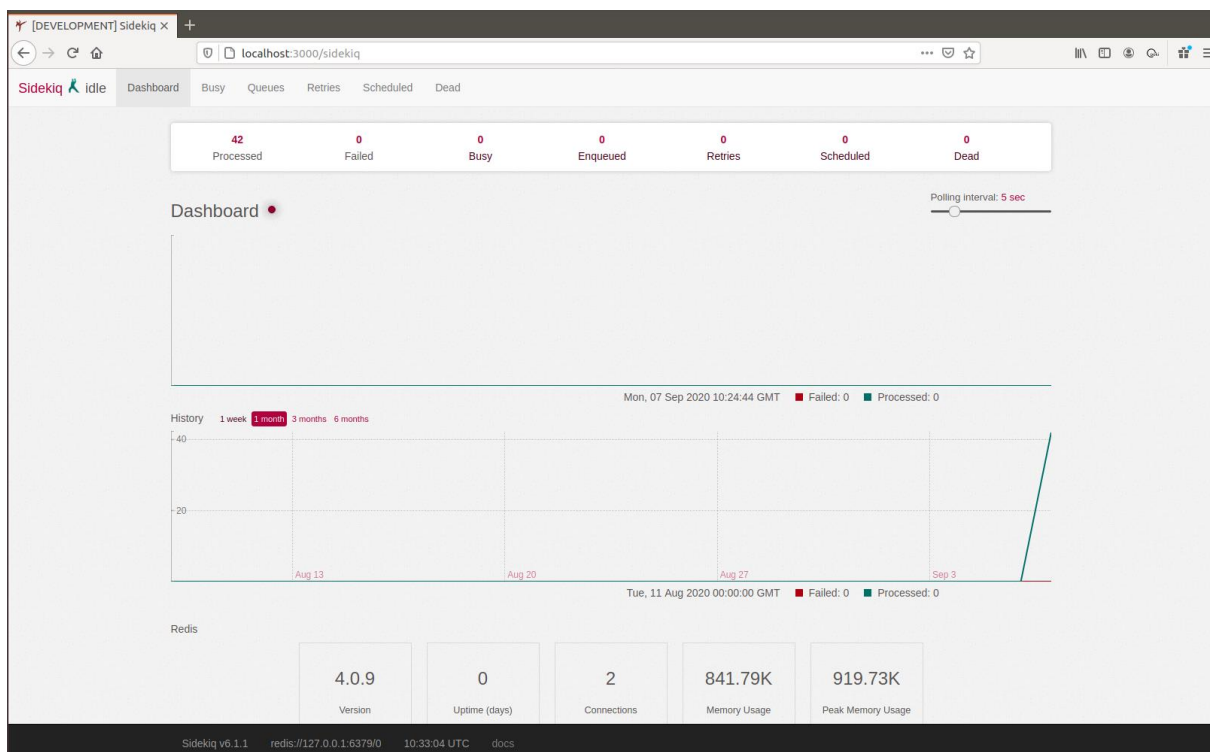 [DEVELOPMENT] Sidekiq
localhost:3000/sidekiq
Sidekiq idle Dashboard Busy Queues Retries Scheduled Dead
42 0 0 0 0 0 0
Processed Failed Busy Enqueued Retries Scheduled Dead
Dashboard
Polling interval: 5 sec
Mon, 07 Sep 2020 10:24:44 GMT Failed: 0 Processed: 0
History 1 week 1 month 3 months 6 months
40
20
Aug 13 Aug 20 Aug 27 Sep 3
Tue, 11 Aug 2020 00:00:00 GMT Failed: 0 Processed: 0
Redis
4.0.9 0 2 841.79K 919.73K
Version Uptime (days) Connections Memory Usage Peak Memory Usage
Sidekiq v6.1.1 redis://127.0.0.1:6379/0 10:33:04 UTC docs